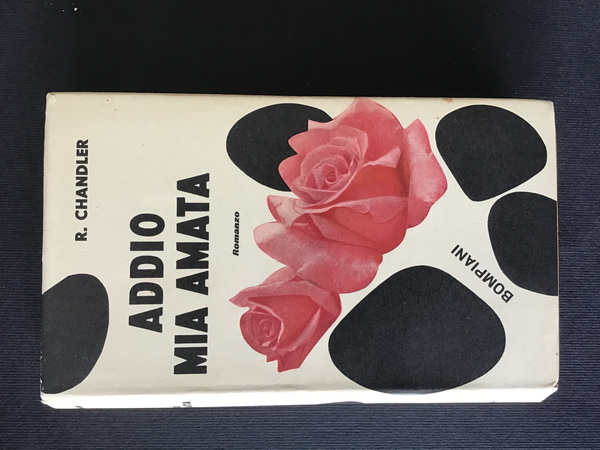 R. CHANDLER
ADDIO
MIA AMATA
Romanzo
BOMPIANI